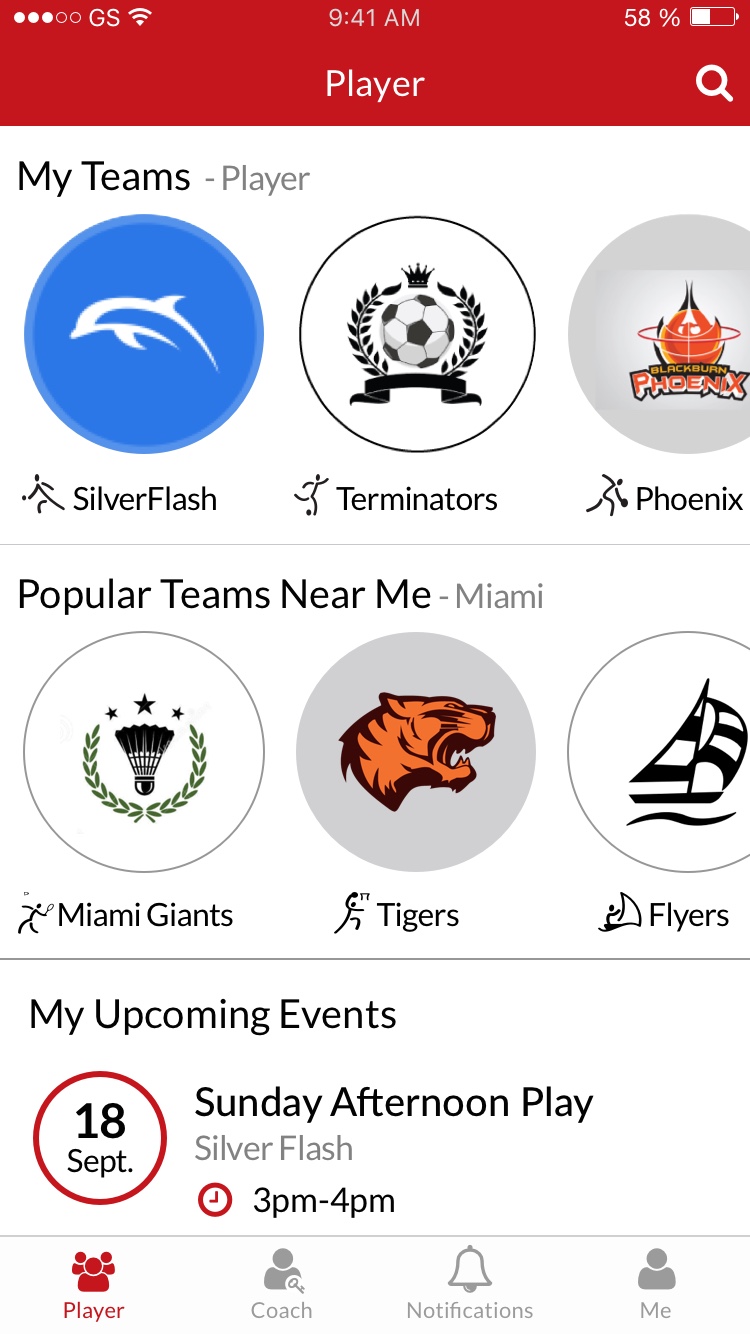 GS 9:41 AM 58 %
Player
My Teams - Player
BLACKBURN
PHOENIX
SilverFlash Terminators Phoenix
Popular Teams Near Me - Miami
Miami Giants Tigers Flyers
My Upcoming Events
18
Sept.
Sunday Afternoon Play
Silver Flash
3pm-4pm
Player Coach Notifications Me